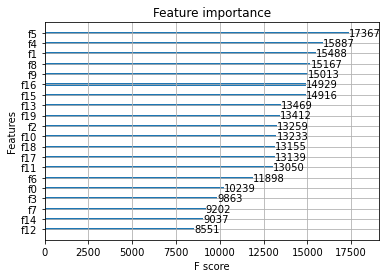 Feature importance
f5 17367
f4 15887
f1 15488
f8 15167
f9 15013
f16 14929
f15 14916
f13 13469
f19 13412
f2 13259
f10 13233
f18 13155
f17 13139
f11 13050
f6 11898
f0 10239
f3 9863
f7 9202
f14 9037
f12 8551
Features
0 2500 5000 7500 10000 12500 15000 17500
F score